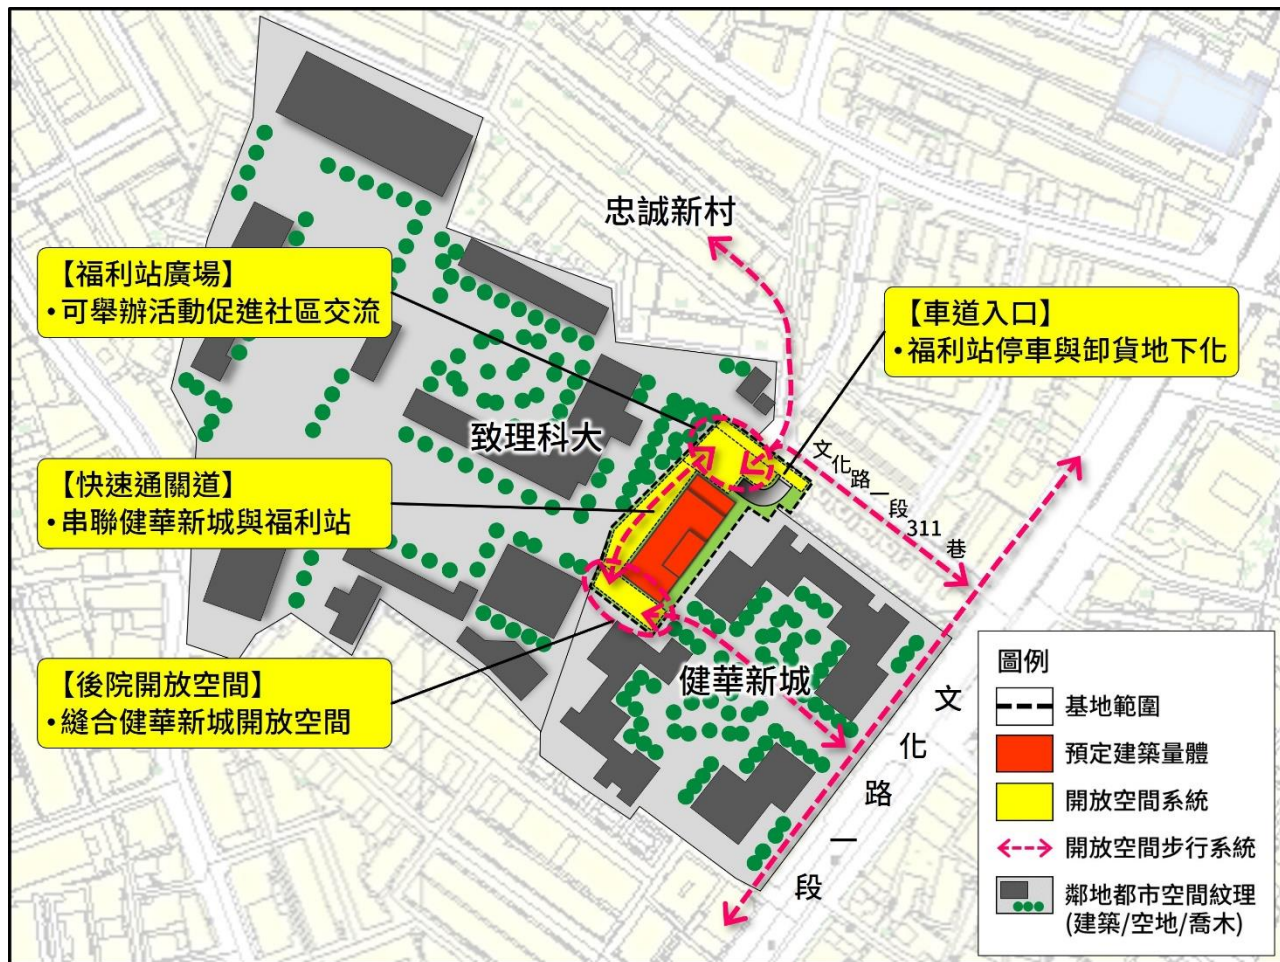 忠誠新村
【福利站廣場】
•可舉辦活動促進社區交流
【車道入口】
•福利站停車與卸貨地下化
致理科大
文化路一段311巷
【快速通關道】
•串聯健華新城與福利站
【後院開放空間】
•縫合健華新城開放空間
健華新城
文化路一段
圖例
基地範圍
預定建築量體
開放空間系統
開放空間步行系統
鄰地都市空間紋理
(建築/空地/喬木)